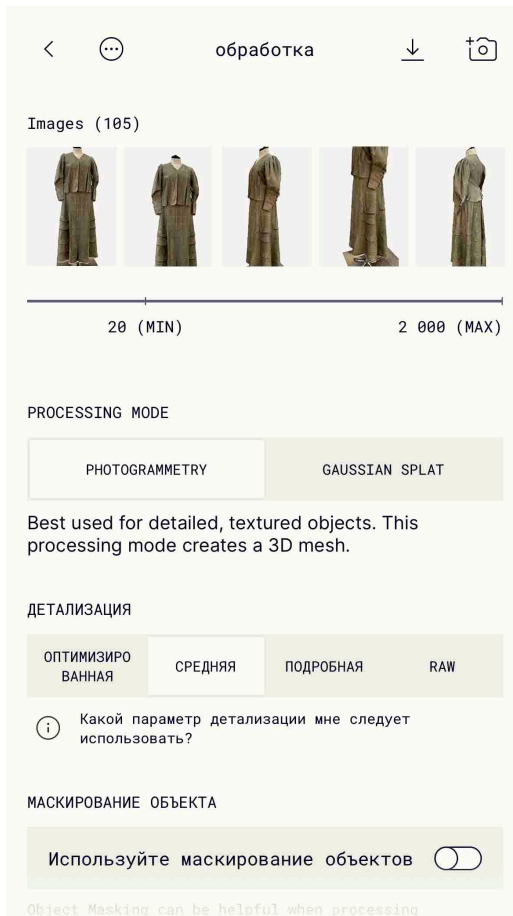 обработка
Images (105)
20 (MIN)
2 000 (MAX)
PROCESSING MODE
PHOTOGRAMMETRY
GAUSSIAN SPLAT
Best used for detailed, textured objects. This
processing mode creates a 3D mesh.
ДЕТАЛИЗАЦИЯ
ОПТИМИЗИРО
ВАННАЯ
СРЕДНЯЯ
ПОДРОБНАЯ
RAW
Какой параметр детализации мне следует
использовать?
МАСКИРОВАНИЕ ОБЪЕКТА
Используйте маскирование объектов
Object Masking can be helpful when processing